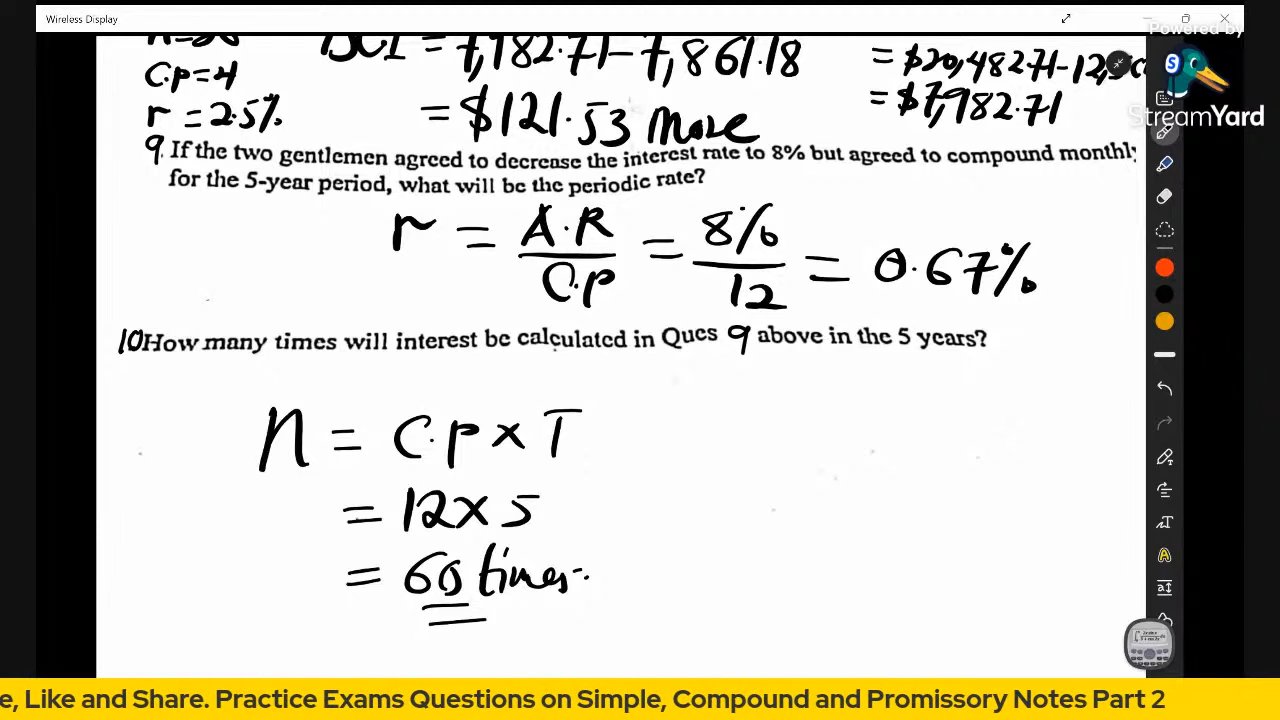 Wireless Display
Powered by
StreamYard
C.P = 4
r = 2.5%
= 7,982.71 - 7,861.18
= $121.53 more
= $20,482.71 - 12,
= $7,982.71
9. If the two gentlemen agreed to decrease the interest rate to 8% but agreed to compound monthly
for the 5-year period, what will be the periodic rate?
r = A.R / C.P = 8% / 12 = 0.67%
10 How many times will interest be calculated in Ques 9 above in the 5 years?
n = C.P x T
= 12 x 5
= 60 times.
e, Like and Share. Practice Exams Questions on Simple, Compound and Promissory Notes Part 2